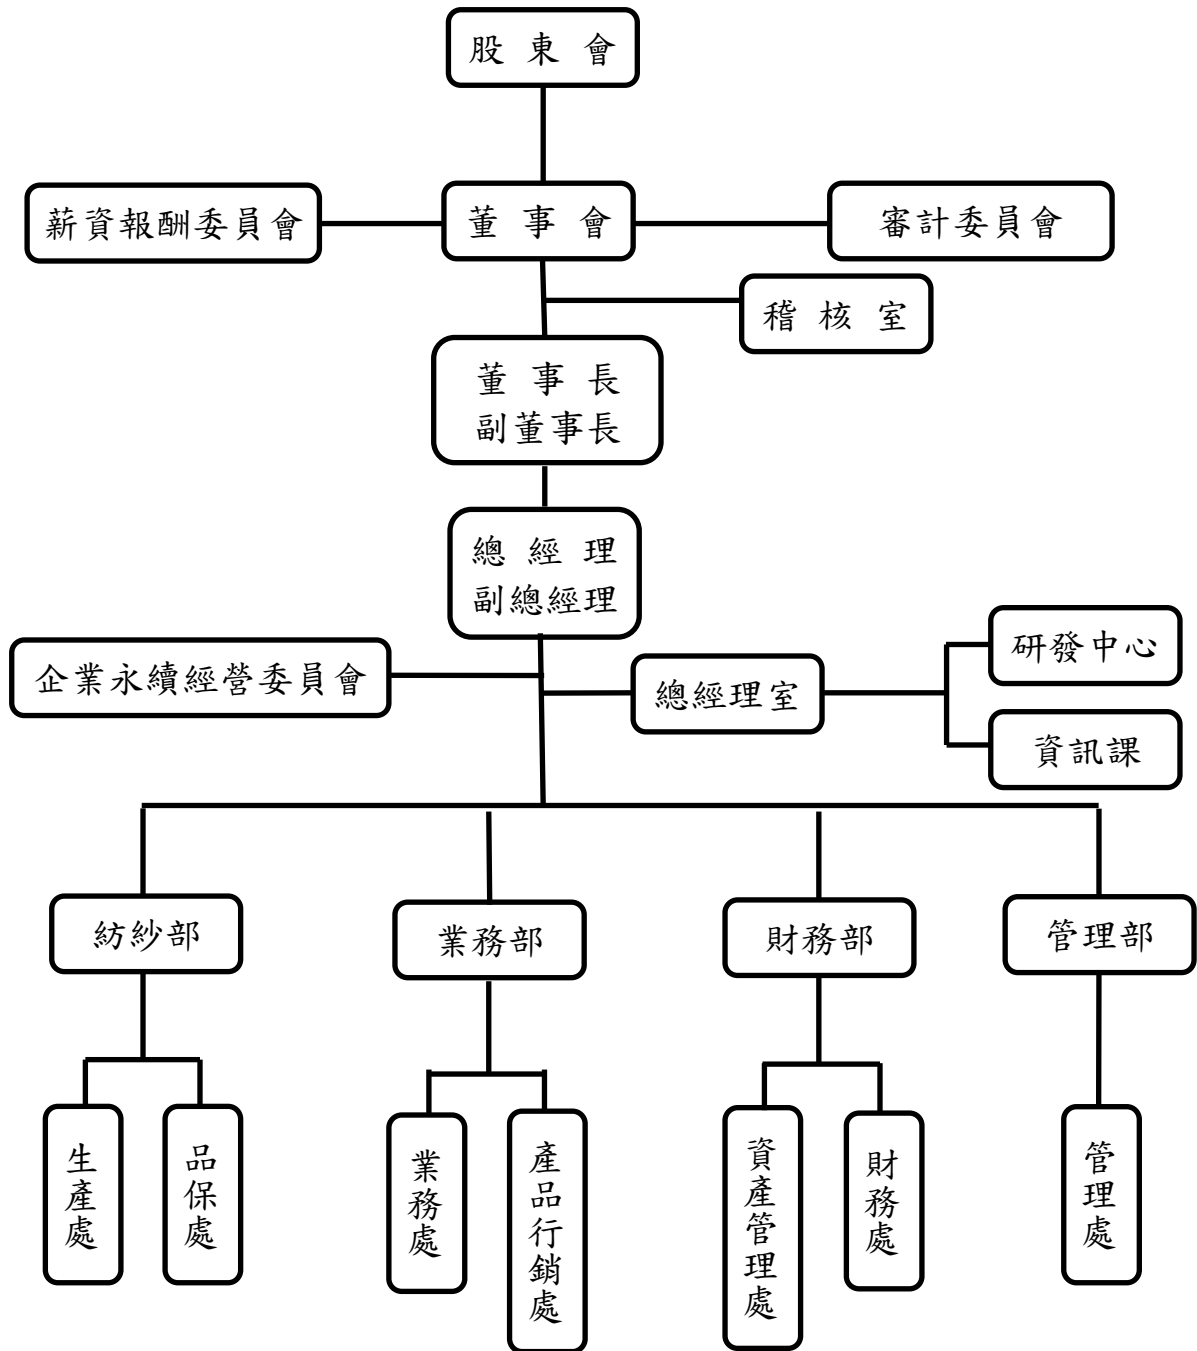 股東會
薪資報酬委員會
董事會
審計委員會
稽核室
董事長
副董事長
總經理
副總經理
企業永續經營委員會
總經理室
研發中心
資訊課
紡紗部
業務部
財務部
管理部
生產處
品保處
業務處
產品行銷處
資產管理處
財務處
管理處